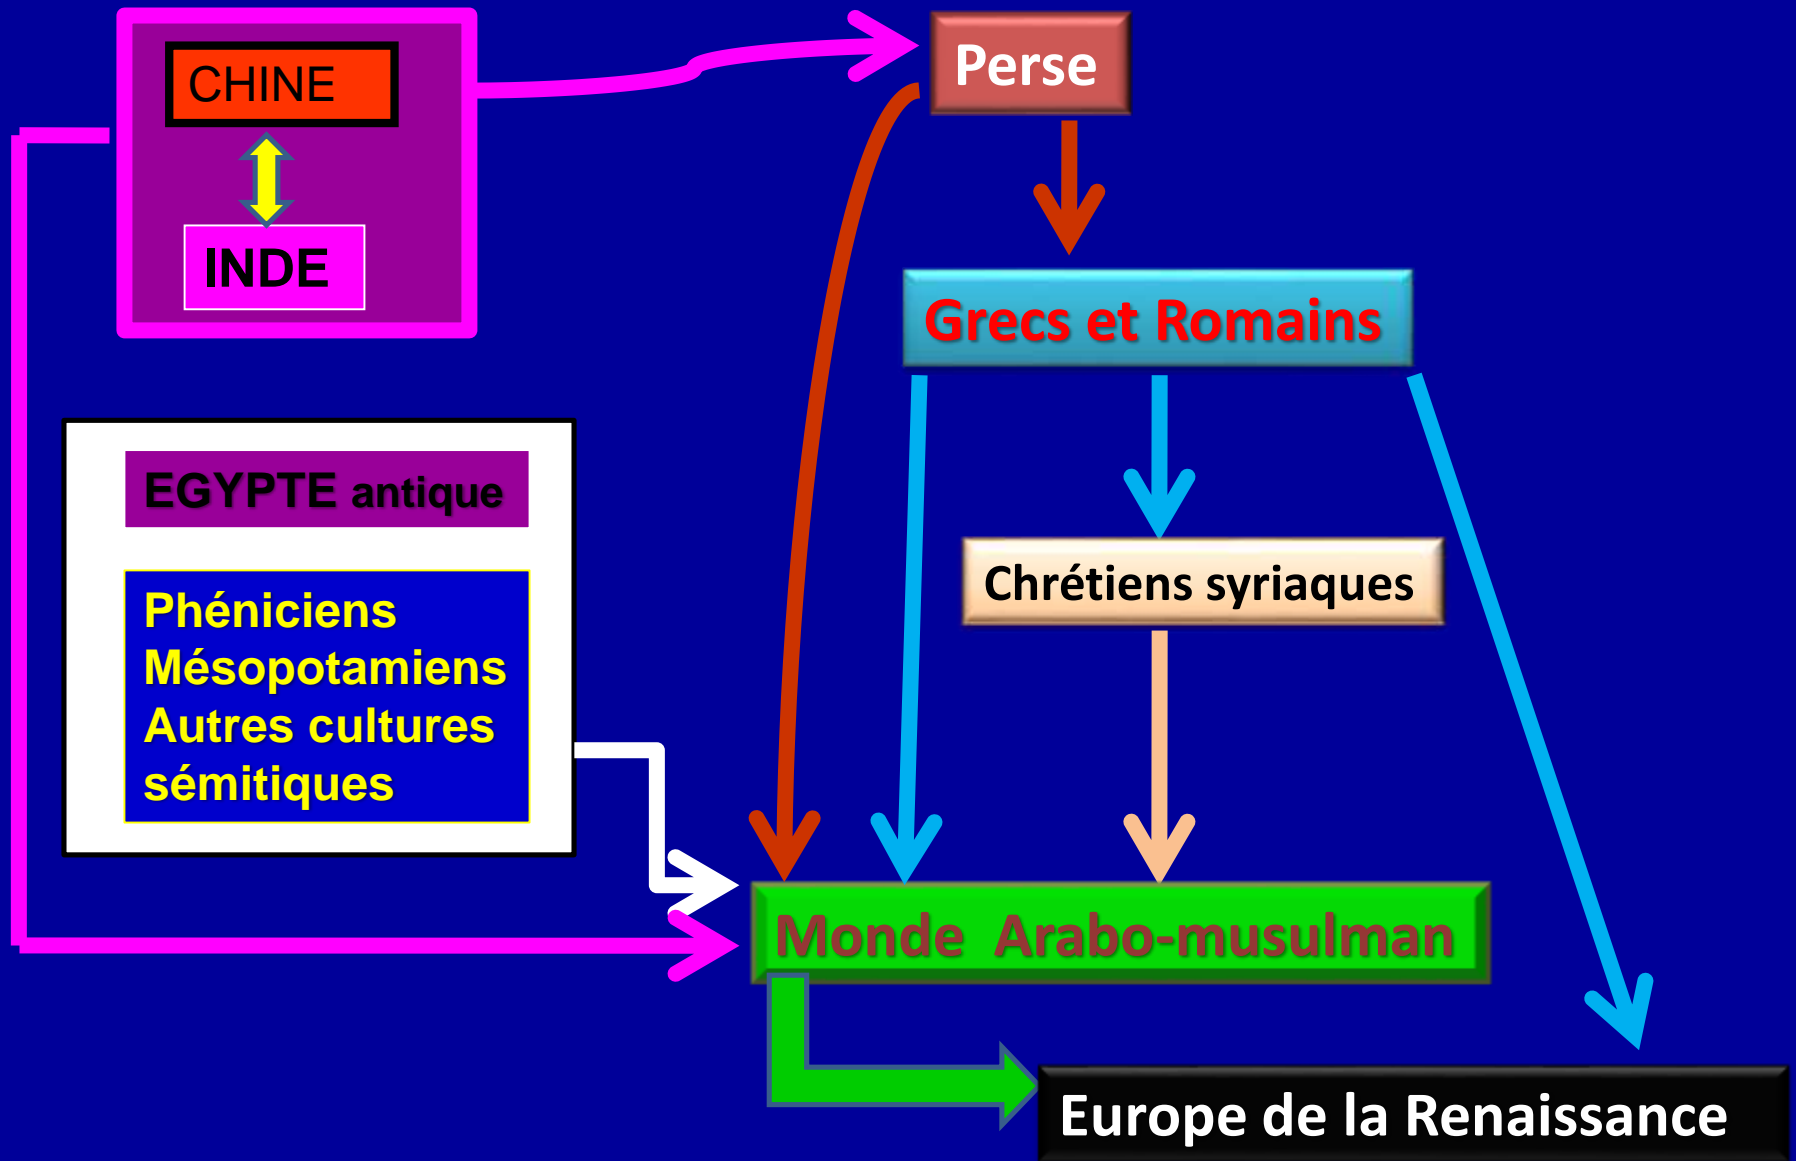 CHINE
INDE
Perse
Grecs et Romains
EGYPTE antique
Phéniciens
Mésopotamiens
Autres cultures
sémitiques
Chrétiens syriaques
Monde  Arabo-musulman
Europe de la Renaissance